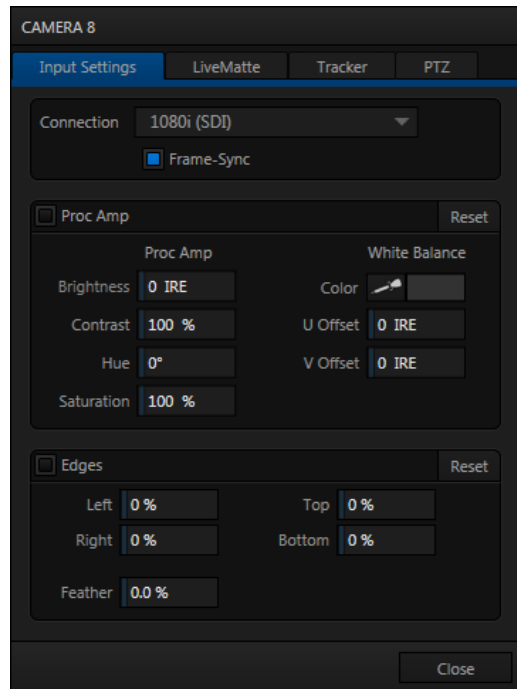 CAMERA 8
Input Settings LiveMatte Tracker PTZ
Connection 1080i (SDI)
Frame-Sync
Proc Amp Reset
Proc Amp White Balance
Brightness 0 IRE Color
Contrast 100 % U Offset 0 IRE
Hue 0° V Offset 0 IRE
Saturation 100 %
Edges Reset
Left 0 % Top 0 %
Right 0 % Bottom 0 %
Feather 0.0 %
Close